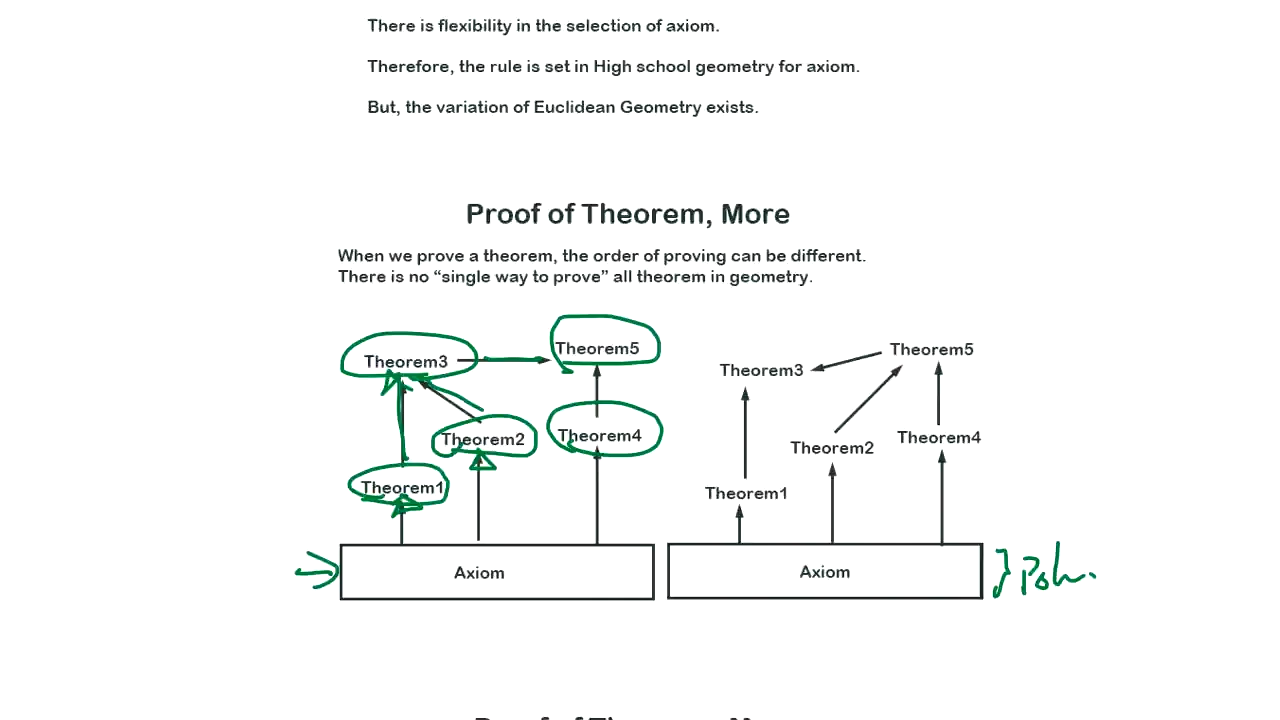 There is flexibility in the selection of axiom.
Therefore, the rule is set in High school geometry for axiom.
But, the variation of Euclidean Geometry exists.
Proof of Theorem, More
When we prove a theorem, the order of proving can be different.
There is no “single way to prove” all theorem in geometry.
Theorem3
Theorem5
Theorem2
Theorem4
Theorem1
Axiom
Theorem5
Theorem3
Theorem4
Theorem2
Theorem1
Axiom